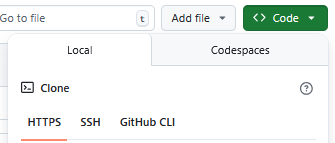 Go to file t Add file <> Code
Local Codespaces
Clone
HTTPS SSH GitHub CLI